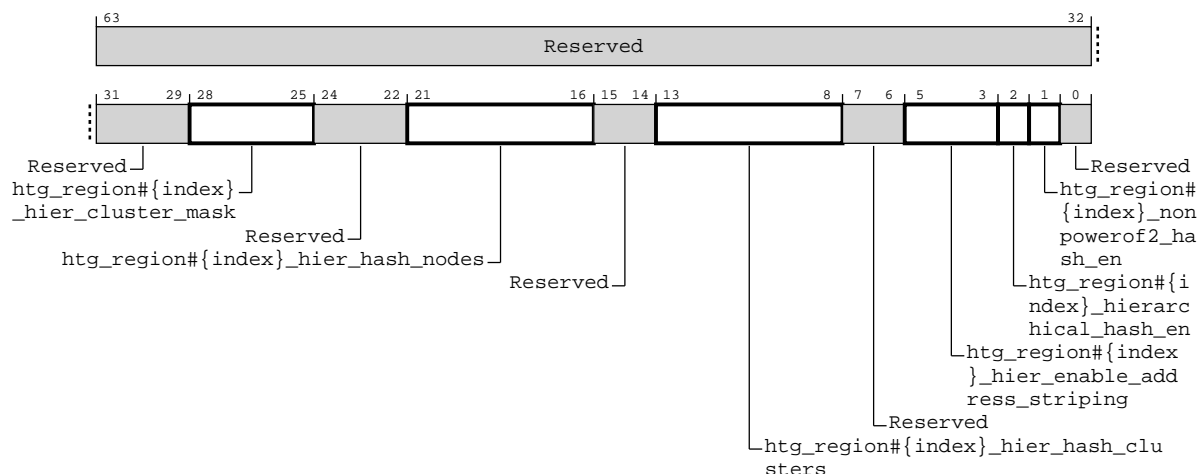 63 32
Reserved
31 29 28 25 24 22 21 16 15 14 13 8 7 6 5 3 2 1 0
Reserved
htg_region#{index}
_hier_cluster_mask
Reserved
htg_region#{index}_hier_hash_nodes
Reserved
Reserved
htg_region#
{index}_non
powerof2_ha
sh_en
htg_region#{i
ndex}_hierarc
hical_hash_en
htg_region#{index
}_hier_enable_add
ress_striping
Reserved
htg_region#{index}_hier_hash_clu
sters